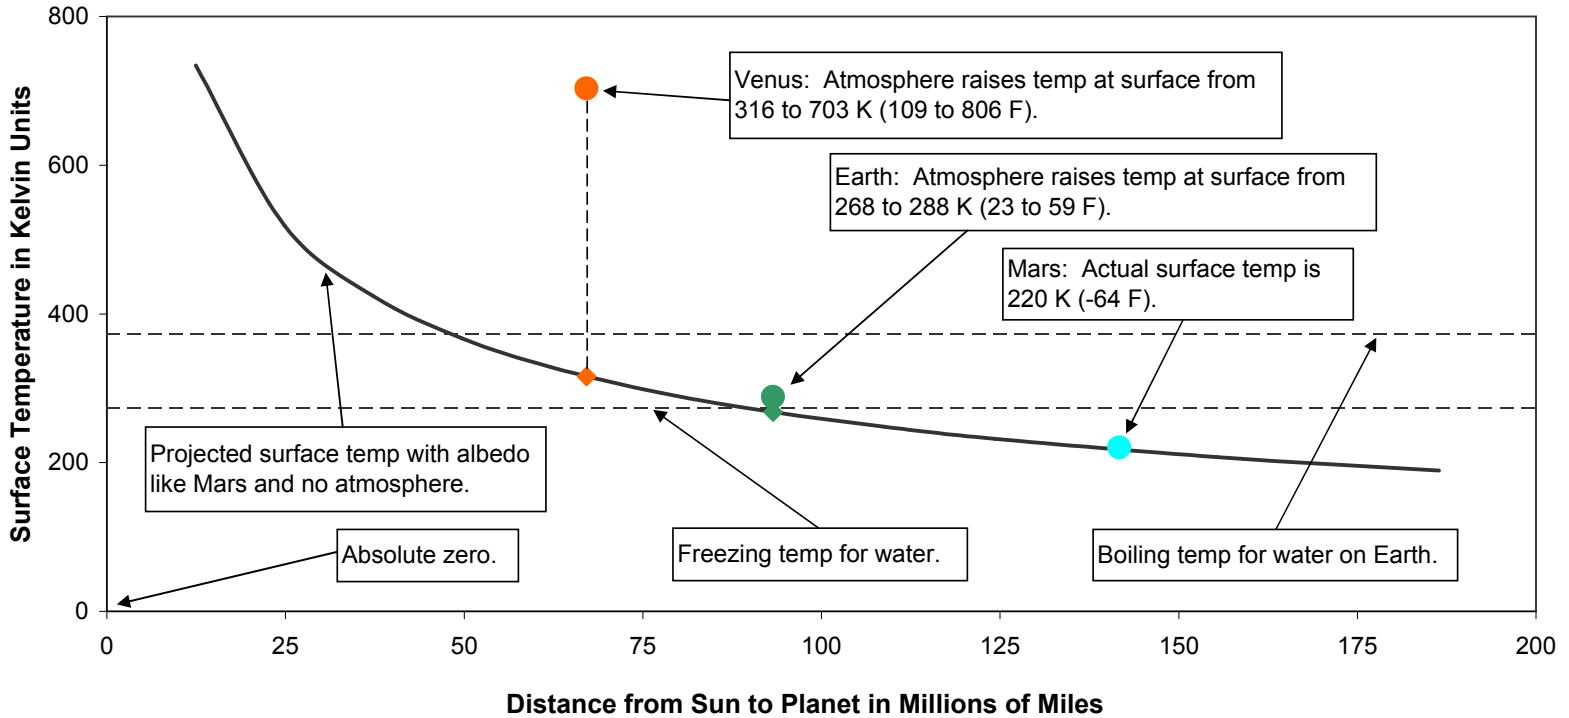 800
600
400
200
0
Surface Temperature in Kelvin Units
Venus:  Atmosphere raises temp at surface from
316 to 703 K (109 to 806 F).
Earth:  Atmosphere raises temp at surface from
268 to 288 K (23 to 59 F).
Mars:  Actual surface temp is
220 K (-64 F).
Projected surface temp with albedo
like Mars and no atmosphere.
Absolute zero.
Freezing temp for water.
Boiling temp for water on Earth.
0 25 50 75 100 125 150 175 200
Distance from Sun to Planet in Millions of Miles